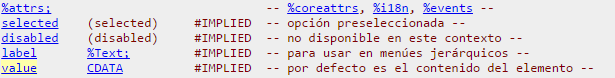 %attrs; -- %coreattrs, %i18n, %events --
selected (selected) #IMPLIED -- opción preseleccionada --
disabled (disabled) #IMPLIED -- no disponible en este contexto --
label %Text; #IMPLIED -- para usar en menúes jerárquicos --
value CDATA #IMPLIED -- por defecto es el contenido del elemento --